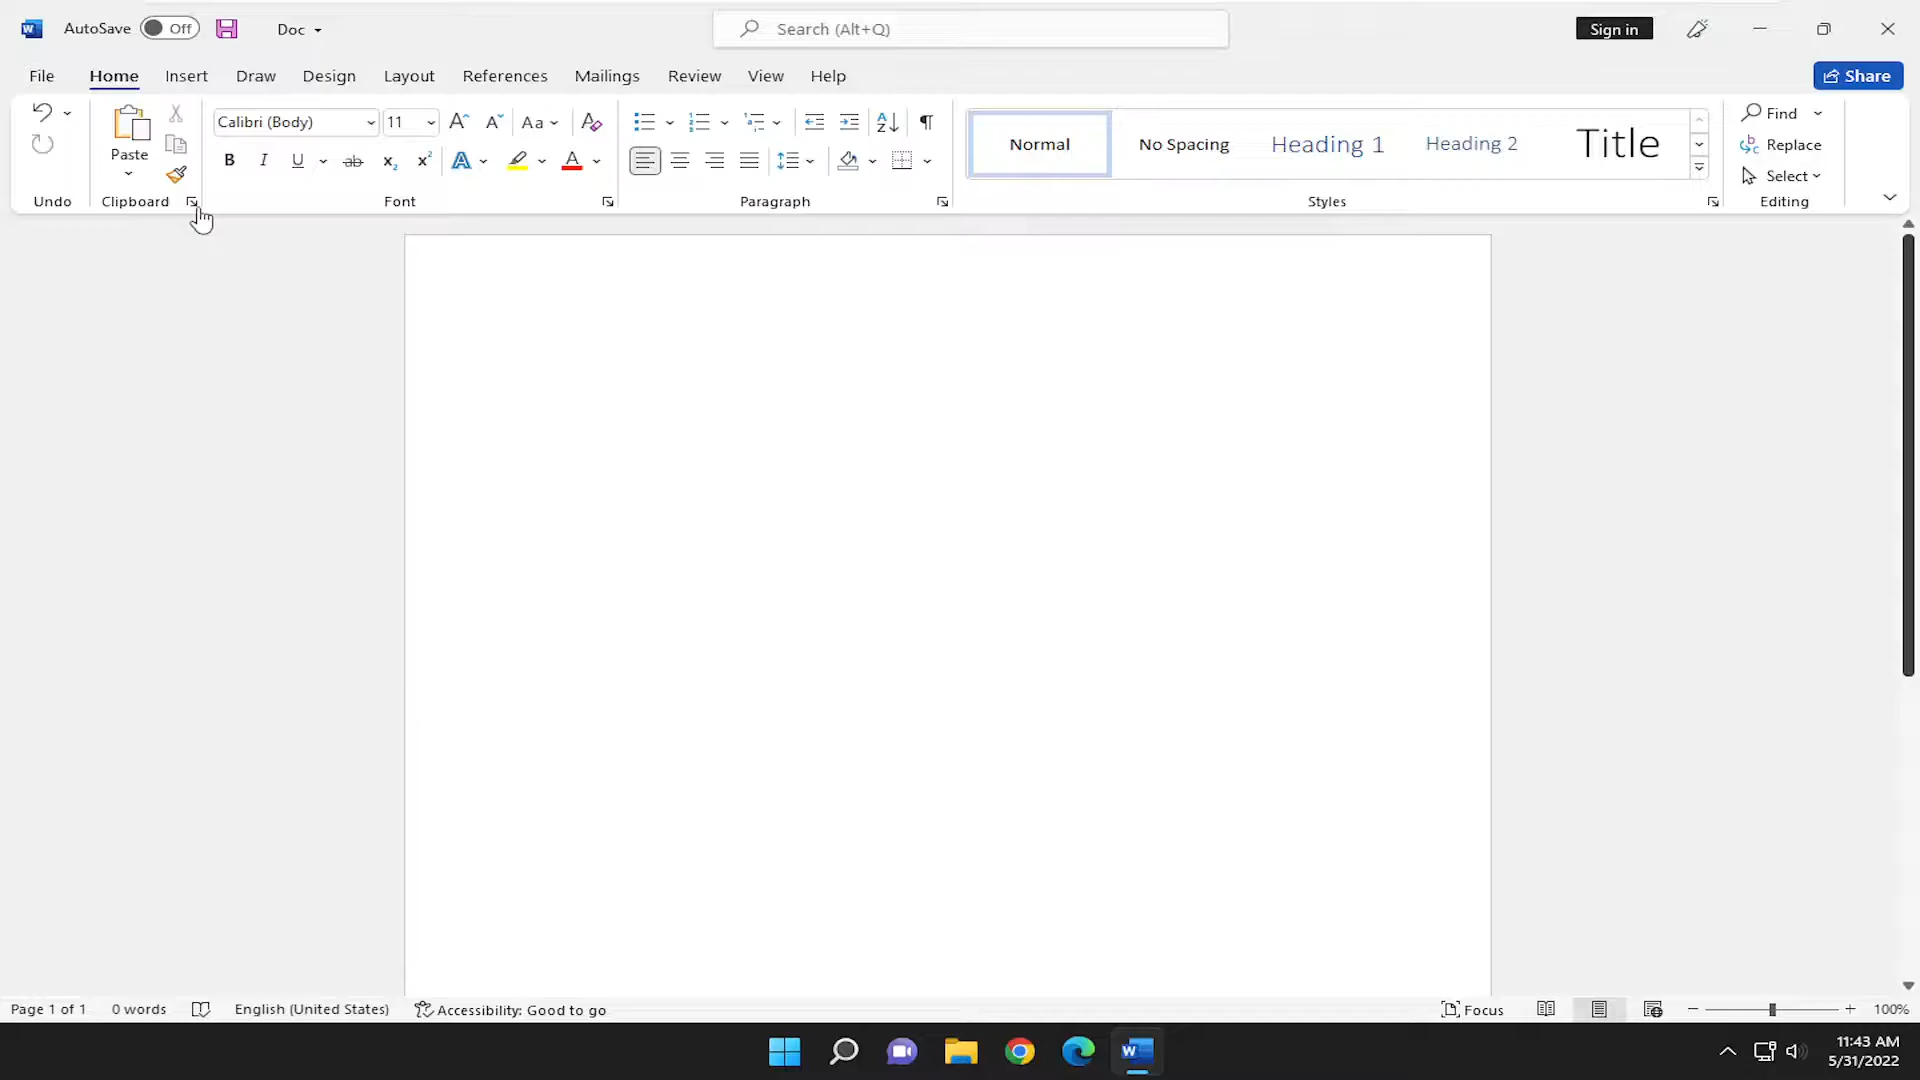 AutoSave Off Doc Search (Alt+Q) Sign in
File Home Insert Draw Design Layout References Mailings Review View Help Share
Calibri (Body) 11 Aa Normal No Spacing Heading 1 Heading 2 Title Find
Paste B I U ab x2 x2 A A Replace
Select
Undo Clipboard Font Paragraph Styles Editing
Page 1 of 1 0 words English (United States) Accessibility: Good to go Focus 100%
11:43 AM
5/31/2022